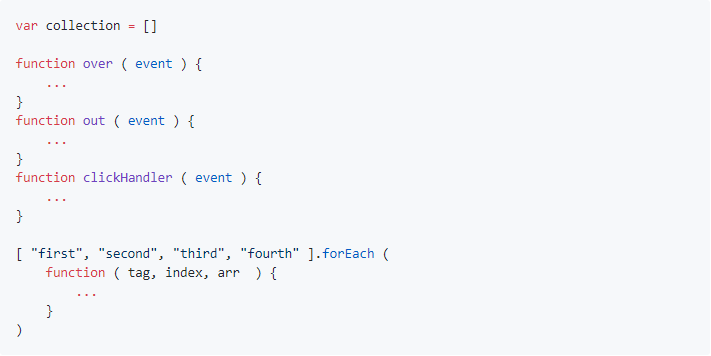 var collection = []
function over ( event ) {
...
}
function out ( event ) {
...
}
function clickHandler ( event ) {
...
}
[ "first", "second", "third", "fourth" ].forEach (
function ( tag, index, arr  ) {
...
}
)